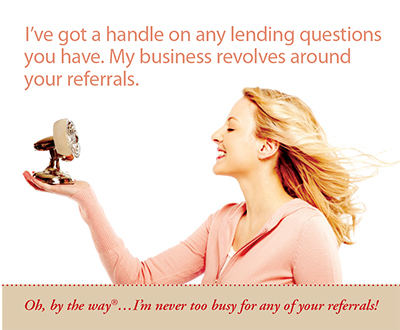 I've got a handle on any lending questions
you have. My business revolves around
your referrals.
Oh, by the way®…I'm never too busy for any of your referrals!